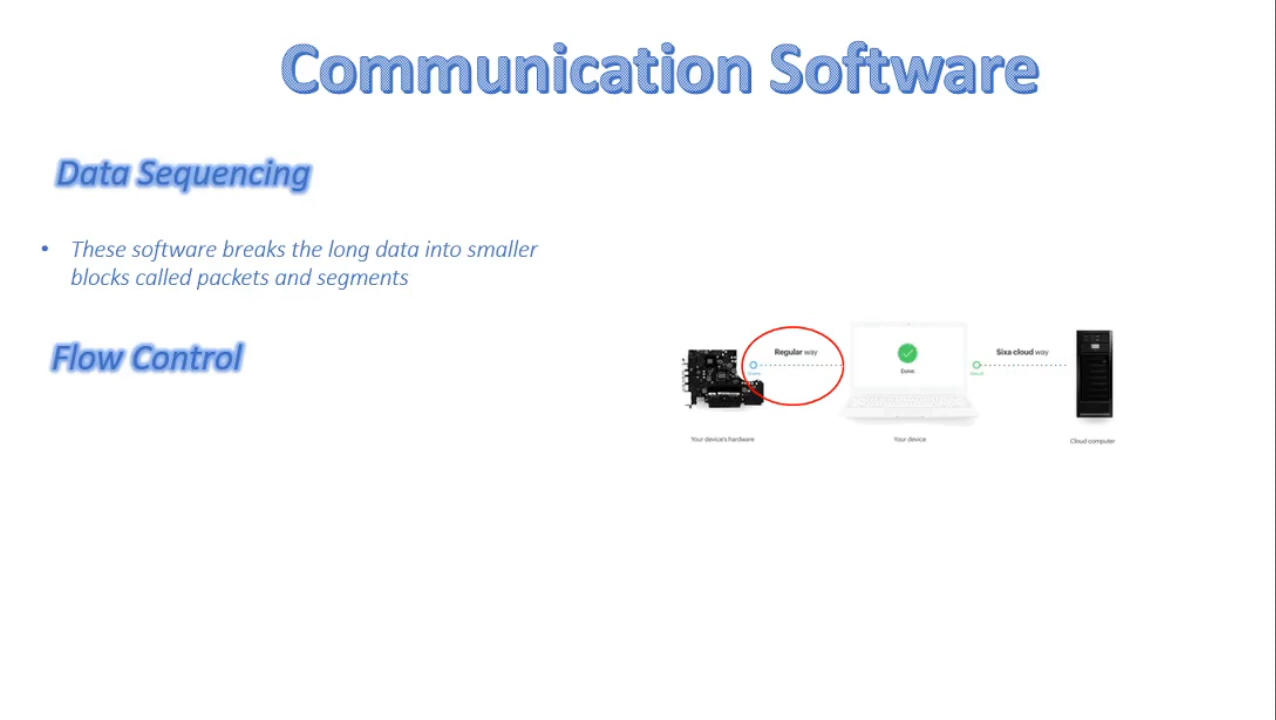 Communication Software
Data Sequencing
• These software breaks the long data into smaller
blocks called packets and segments
Flow Control
Regular way
Sixa cloud way
Done.
Your device's hardware
Your device
Cloud computer